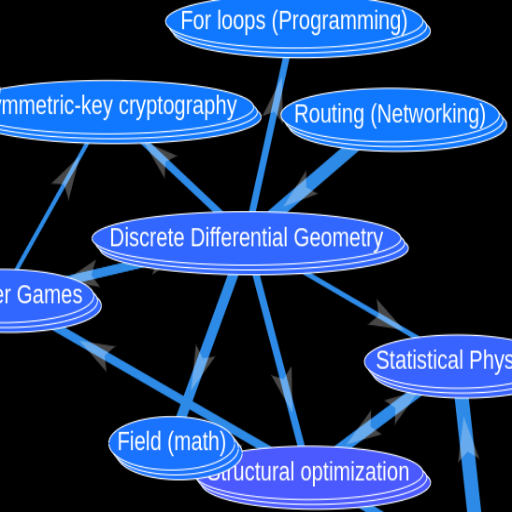 For loops (Programming)
ymmetric-key cryptography
Routing (Networking)
Discrete Differential Geometry
er Games
Statistical Phys
Field (math)
Structural optimization